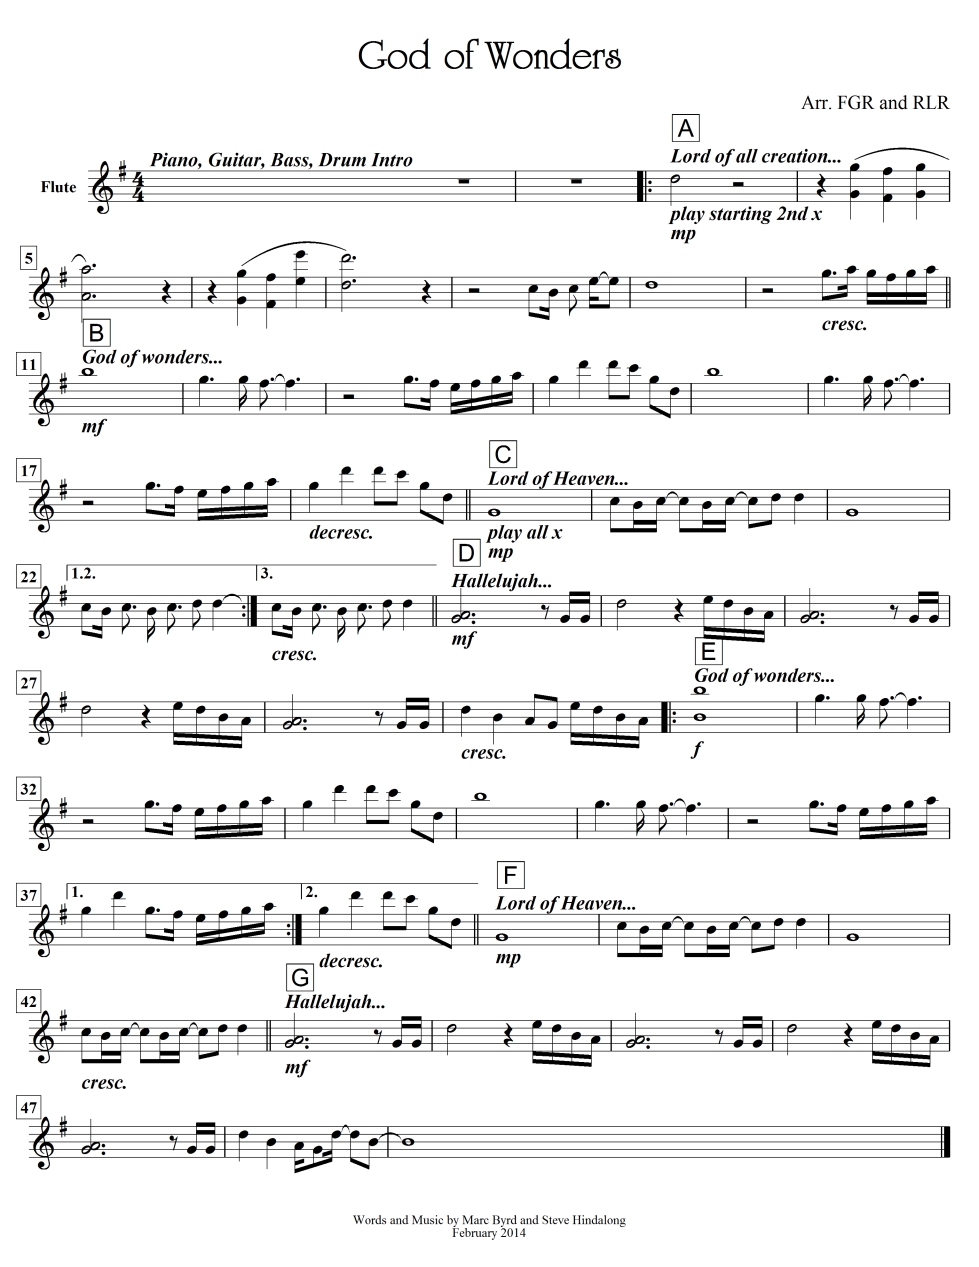 God of Wonders
Arr. FGR and RLR
A
Piano, Guitar, Bass, Drum Intro
Lord of all creation...
Flute
play starting 2nd x
mp
5
cresc.
B
God of wonders...
11
mf
C
17
Lord of Heaven...
decresc.
play all x
mp
D
22
1.2.
3.
Hallelujah...
cresc.
mf
E
27
God of wonders...
cresc.
f
32
F
37
1.
2.
Lord of Heaven...
decresc.
mp
G
42
Hallelujah...
cresc.
mf
47
Words and Music by Marc Byrd and Steve Hindalong
February 2014